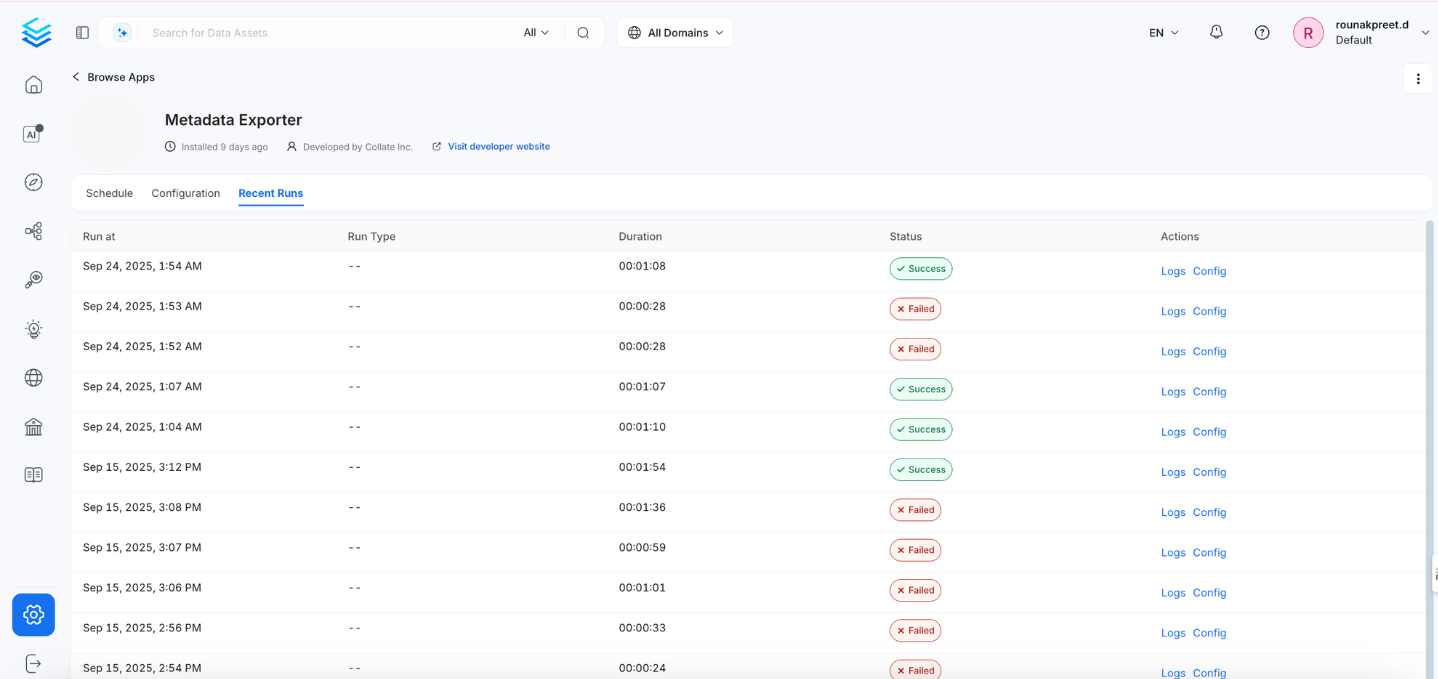 Search for Data Assets All All Domains EN rounakpreet.d
Default
Browse Apps
AI
Metadata Exporter
Installed 9 days ago Developed by Collate Inc. Visit developer website
Schedule Configuration Recent Runs
Run at Run Type Duration Status Actions
Sep 24, 2025, 1:54 AM -- 00:01:08 Success Logs Config
Sep 24, 2025, 1:53 AM -- 00:00:28 Failed Logs Config
Sep 24, 2025, 1:52 AM -- 00:00:28 Failed Logs Config
Sep 24, 2025, 1:07 AM -- 00:01:07 Success Logs Config
Sep 24, 2025, 1:04 AM -- 00:01:10 Success Logs Config
Sep 15, 2025, 3:12 PM -- 00:01:54 Success Logs Config
Sep 15, 2025, 3:08 PM -- 00:01:36 Failed Logs Config
Sep 15, 2025, 3:07 PM -- 00:00:59 Failed Logs Config
Sep 15, 2025, 3:06 PM -- 00:01:01 Failed Logs Config
Sep 15, 2025, 2:56 PM -- 00:00:33 Failed Logs Config
Sep 15, 2025, 2:54 PM -- 00:00:24 Failed Logs Config
R